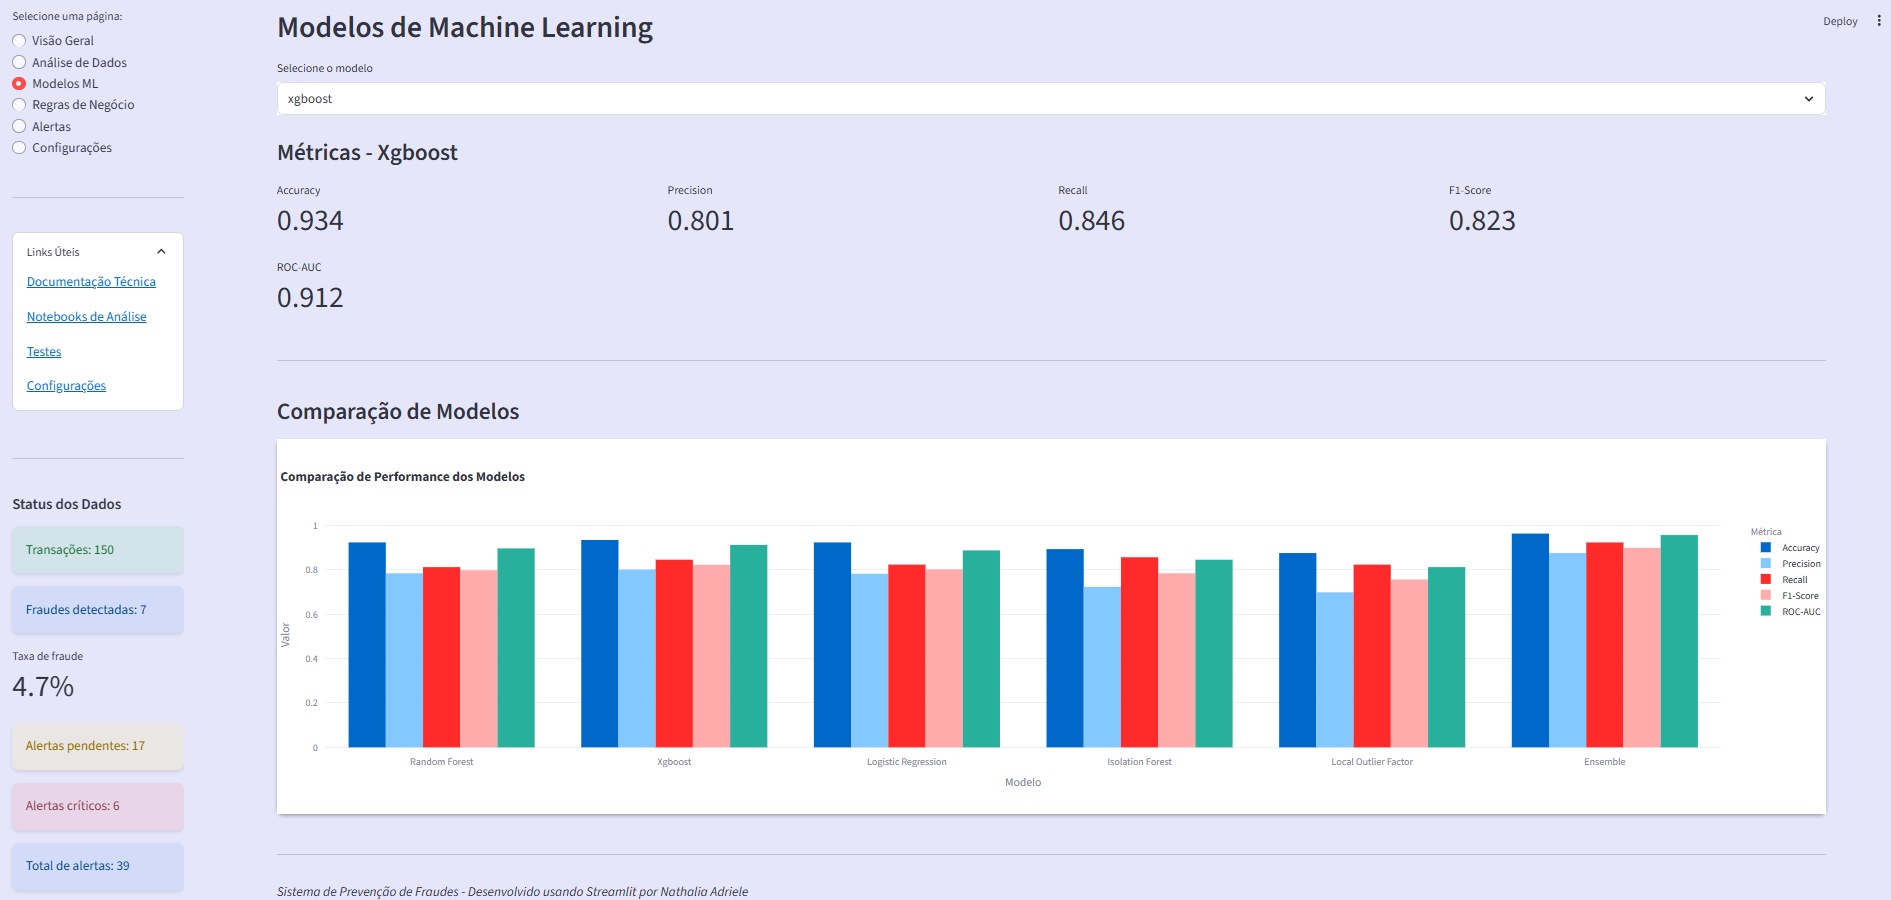 Selecione uma página:
Visão Geral
Análise de Dados
Modelos ML
Regras de Negócio
Alertas
Configurações
Links Úteis
Documentação Técnica
Notebooks de Análise
Testes
Configurações
Status dos Dados
Transações: 150
Fraudes detectadas: 7
Taxa de fraude
4.7%
Alertas pendentes: 17
Alertas críticos: 6
Total de alertas: 39
Deploy
Modelos de Machine Learning
Selecione o modelo
xgboost
Métricas - Xgboost
Accuracy
0.934
Precision
0.801
Recall
0.846
F1-Score
0.823
ROC-AUC
0.912
Comparação de Modelos
Comparação de Performance dos Modelos
1
0.8
0.6
0.4
0.2
0
Valor
Random Forest
Xgboost
Logistic Regression
Isolation Forest
Local Outlier Factor
Ensemble
Modelo
Métrica
Accuracy
Precision
Recall
F1-Score
ROC-AUC
Sistema de Prevenção de Fraudes - Desenvolvido usando Streamlit por Nathalia Adriele